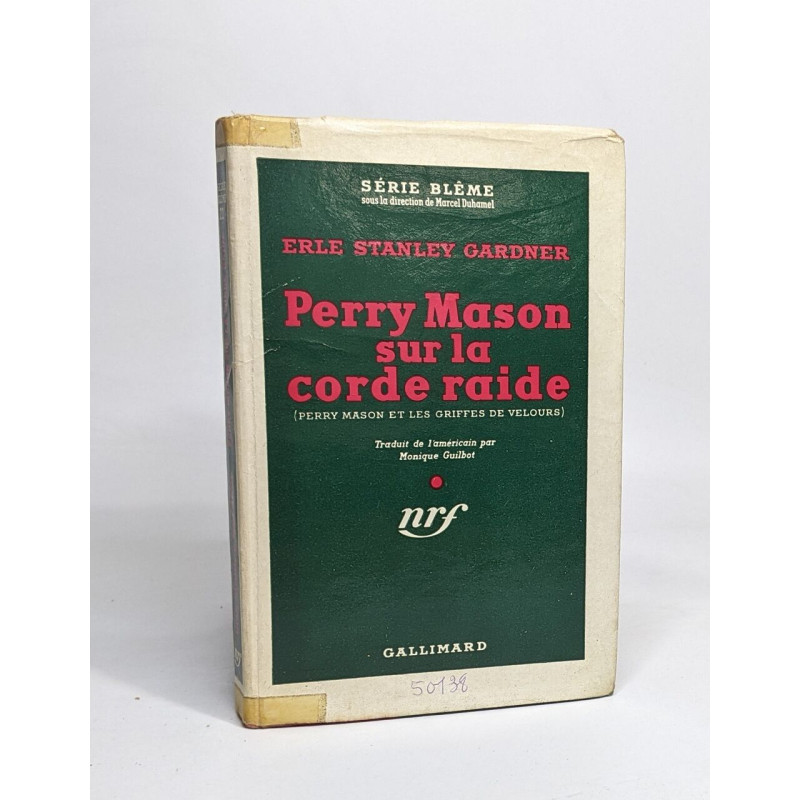 SÉRIE BLÊME
sous la direction de Marcel Duhamel
ERLE STANLEY GARDNER
Perry Mason
sur la
corde raide
(PERRY MASON ET LES GRIFFES DE VELOURS)
Traduit de l'américain par
Monique Guilbot
nrf
GALLIMARD
50138